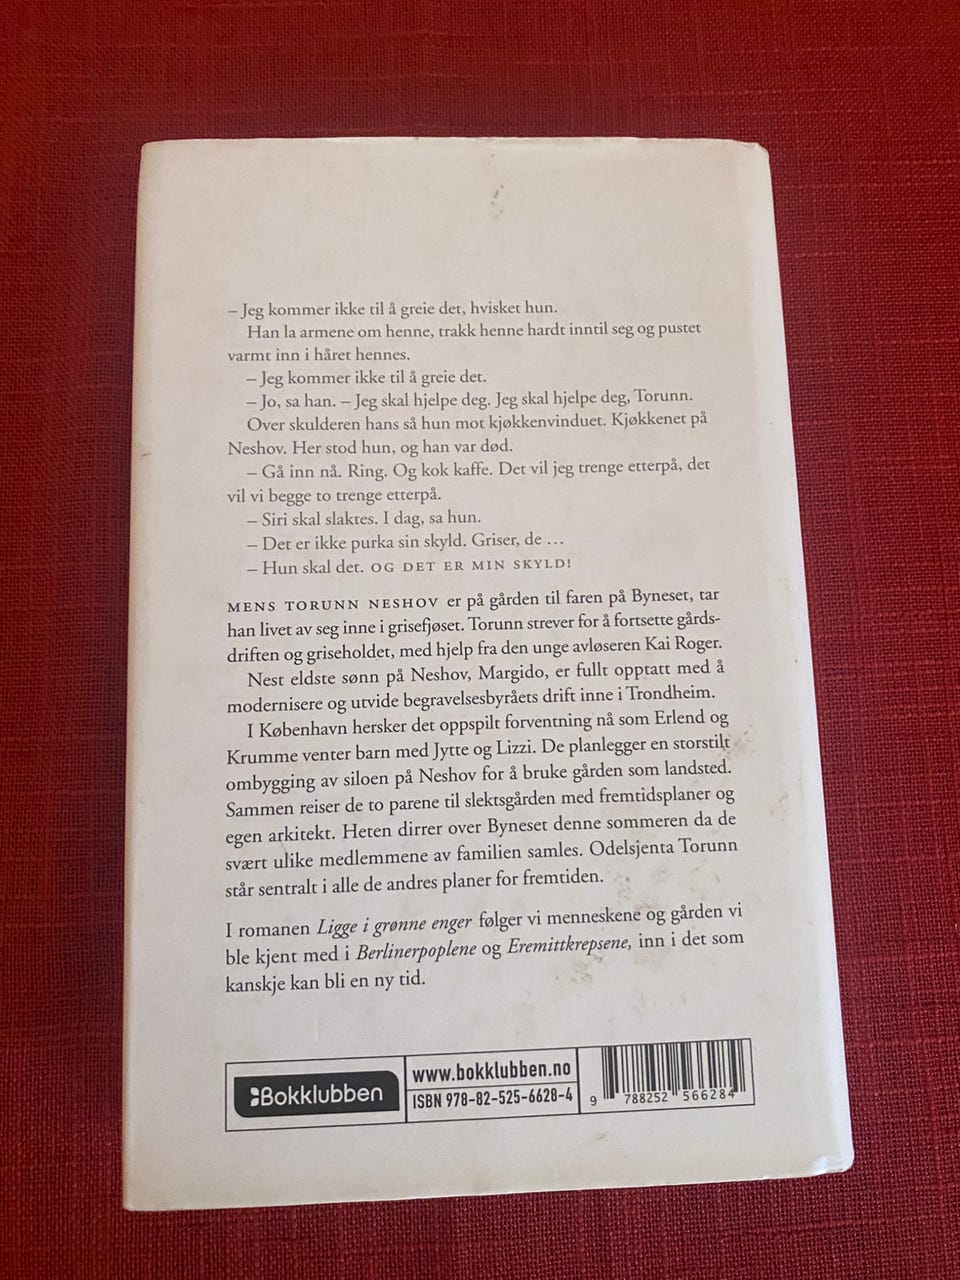 – Jeg kommer ikke til å greie det, hvisket hun.
Han la armene om henne, trakk henne hardt inntil seg og pustet
varmt inn i håret hennes.
– Jeg kommer ikke til å greie det.
– Jo, sa han. – Jeg skal hjelpe deg. Jeg skal hjelpe deg, Torunn.
Over skulderen hans så hun mot kjøkkenvinduet. Kjøkkenet på
Neshov. Her stod hun, og han var død.
– Gå inn nå. Ring. Og kok kaffe. Det vil jeg trenge etterpå, det
vil vi begge to trenge etterpå.
– Siri skal slaktes. I dag, sa hun.
– Det er ikke purka sin skyld. Griser, de …
– Hun skal det. OG DET ER MIN SKYLD!
MENS TORUNN NESHOV er på gården til faren på Byneset, tar
han livet av seg inne i grisefjøset. Torunn strever for å fortsette gårds-
driften og griseholdet, med hjelp fra den unge avløseren Kai Roger.
Nest eldste sønn på Neshov, Margido, er fullt opptatt med å
modernisere og utvide begravelsesbyråets drift inne i Trondheim.
I København hersker det oppspilt forventning nå som Erlend og
Krumme venter barn med Jytte og Lizzi. De planlegger en storstilt
ombygging av siloen på Neshov for å bruke gården som landsted.
Sammen reiser de to parene til slektsgården med fremtidsplaner og
egen arkitekt. Heten dirrer over Byneset denne sommeren da de
svært ulike medlemmene av familien samles. Odelsjenta Torunn
står sentralt i alle de andres planer for fremtiden.
I romanen Ligge i grønne enger følger vi menneskene og gården vi
ble kjent med i Berlinerpoplene og Eremittkrepsene, inn i det som
kanskje kan bli en ny tid.
Bokklubben
www.bokklubben.no
ISBN 978-82-525-6628-4
9 788252 566284